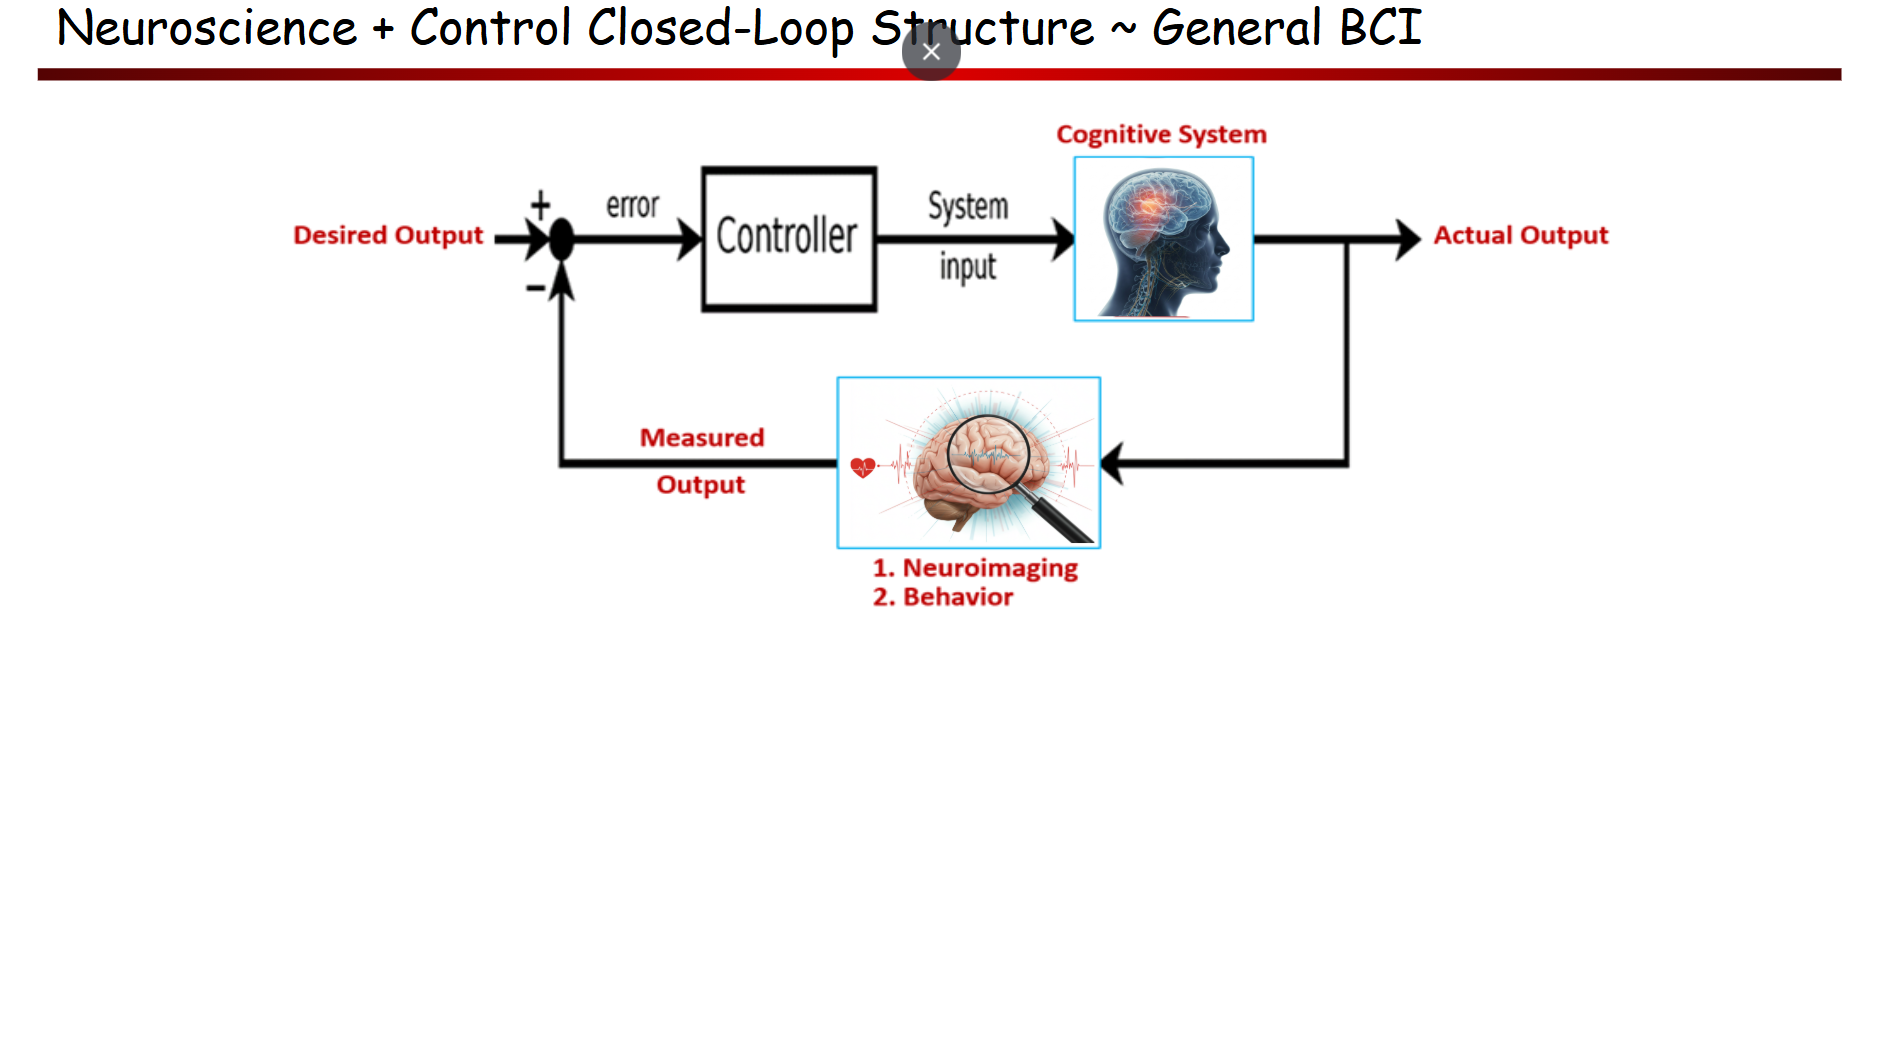 Neuroscience + Control Closed-Loop Structure ~ General BCI
Cognitive System
+
error
System
Desired Output
Controller
Actual Output
input
−
Measured
Output
1. Neuroimaging
2. Behavior